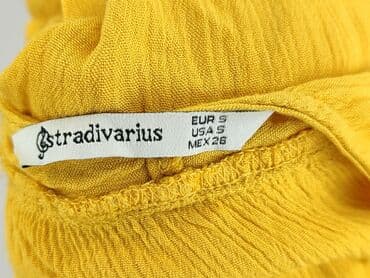 stradivarius
EUR S
USA S
MEX 26